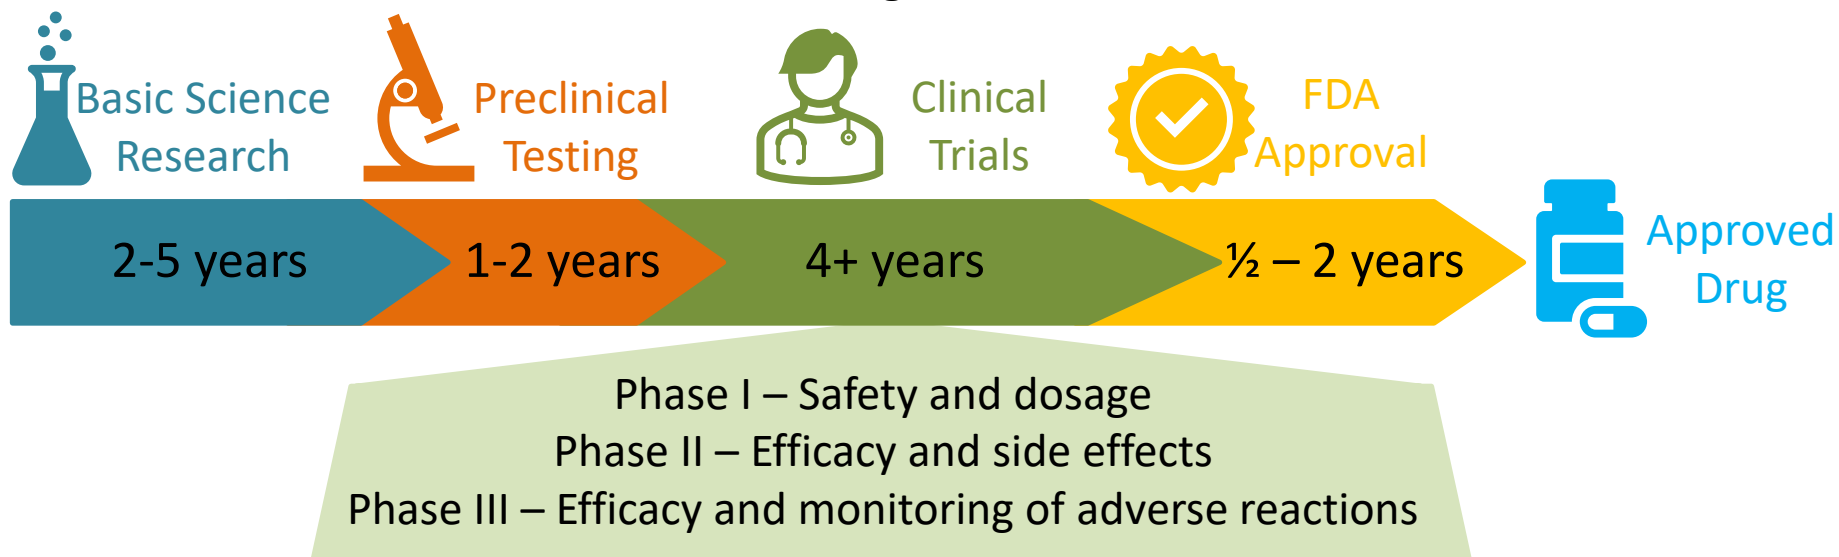 Basic Science
Research
Preclinical
Testing
Clinical
Trials
FDA
Approval
2-5 years
1-2 years
4+ years
½ – 2 years
Approved
Drug
Phase I – Safety and dosage
Phase II – Efficacy and side effects
Phase III – Efficacy and monitoring of adverse reactions